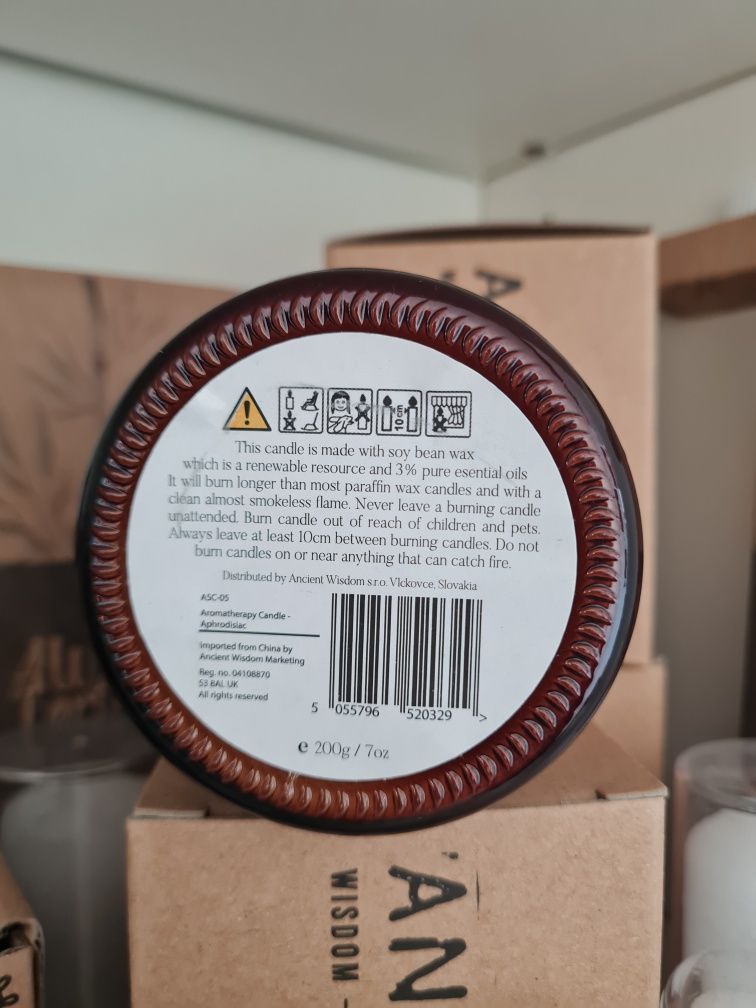 A
10 cm
This candle is made with soy bean wax
which is a renewable resource and 3% pure esential oils
It will burn longer than most paraffin wax candles and with a
clean almost smokeless flame. Never leave a burning candle
unattended. Burn candle out of reach of children and pets.
Always leave at least 10cm between burning candles. Do not
burn candles on or near anything that can catch fire.
Distributed by Ancient Wisdom s.r.o. Vlckovce, Slovakia
ASC-05
Aromatherapy Candle -
Aphrodisiac
Imported from China by
Ancient Wisdom Marketing
Reg. no. 04108870
S3 8AL UK
All rights reserved
5 055796 520329 >
e 200g / 7oz
AN
WISDOM